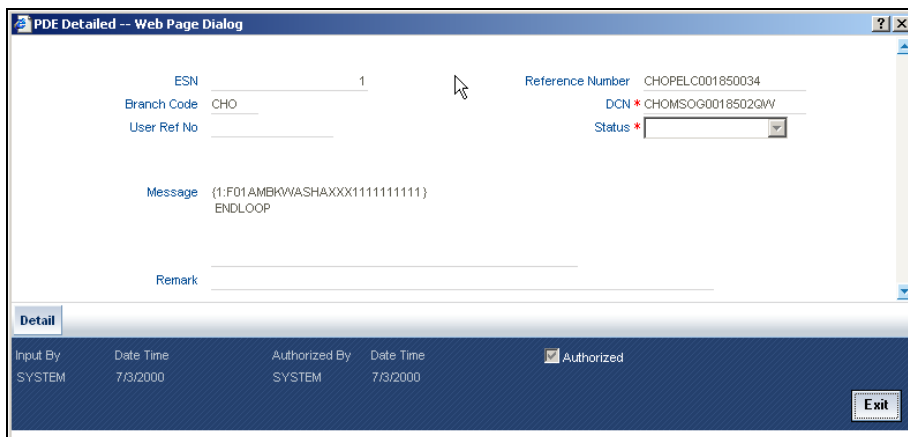 PDE Detailed -- Web Page Dialog
ESN 1 Reference Number CHOPELC001850034
Branch Code CHO DCN * CHOMSOG0018502QW
User Ref No Status *
Message {1:F01AMBKWASHAXXX1111111111}
ENDLOOP
Remark
Detail
Input By Date Time Authorized By Date Time Authorized
SYSTEM 7/3/2000 SYSTEM 7/3/2000
Exit